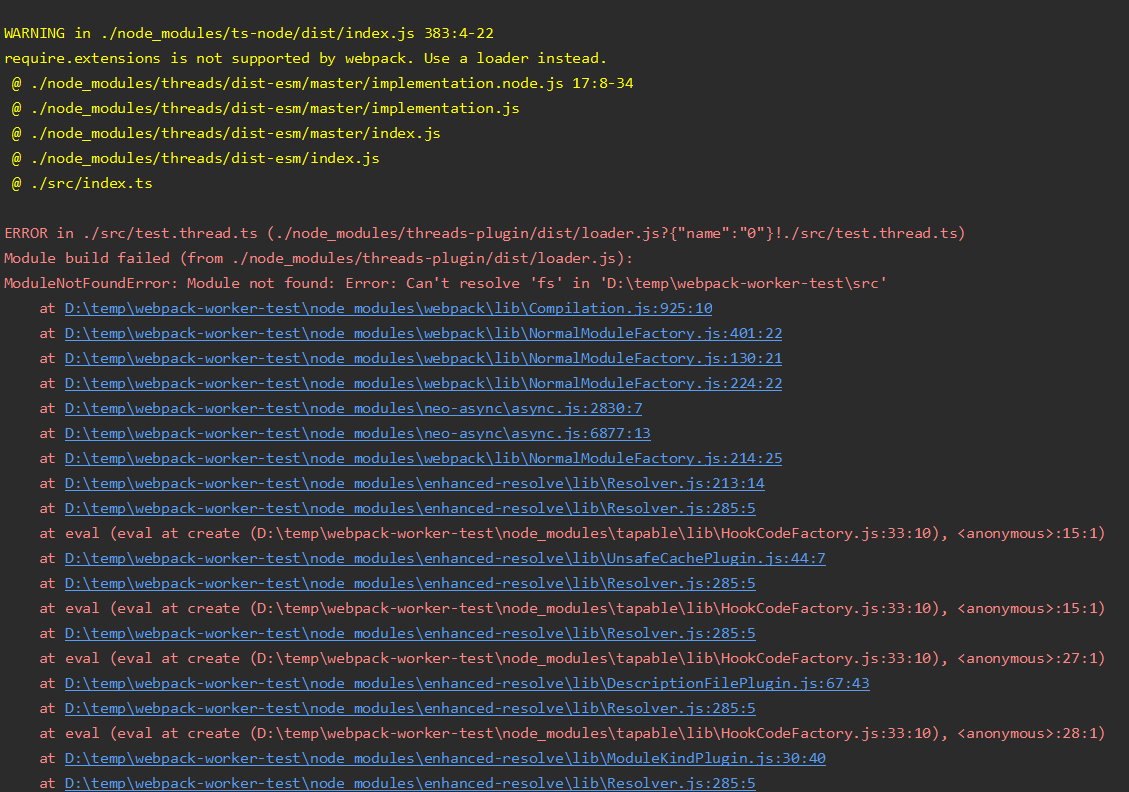 WARNING in ./node_modules/ts-node/dist/index.js 383:4-22
require.extensions is not supported by webpack. Use a loader instead.
@ ./node_modules/threads/dist-esm/master/implementation.node.js 17:8-34
@ ./node_modules/threads/dist-esm/master/implementation.js
@ ./node_modules/threads/dist-esm/master/index.js
@ ./node_modules/threads/dist-esm/index.js
@ ./src/index.ts
ERROR in ./src/test.thread.ts (./node_modules/threads-plugin/dist/loader.js?{"name":"0"}!./src/test.thread.ts)
Module build failed (from ./node_modules/threads-plugin/dist/loader.js):
ModuleNotFoundError: Module not found: Error: Can't resolve 'fs' in 'D:\temp\webpack-worker-test\src'
at D:\temp\webpack-worker-test\node_modules\webpack\lib\Compilation.js:925:10
at D:\temp\webpack-worker-test\node_modules\webpack\lib\NormalModuleFactory.js:401:22
at D:\temp\webpack-worker-test\node_modules\webpack\lib\NormalModuleFactory.js:130:21
at D:\temp\webpack-worker-test\node_modules\webpack\lib\NormalModuleFactory.js:224:22
at D:\temp\webpack-worker-test\node_modules\neo-async\async.js:2830:7
at D:\temp\webpack-worker-test\node_modules\neo-async\async.js:6877:13
at D:\temp\webpack-worker-test\node_modules\webpack\lib\NormalModuleFactory.js:214:25
at D:\temp\webpack-worker-test\node_modules\enhanced-resolve\lib\Resolver.js:213:14
at D:\temp\webpack-worker-test\node_modules\enhanced-resolve\lib\Resolver.js:285:5
at eval (eval at create (D:\temp\webpack-worker-test\node_modules\tapable\lib\HookCodeFactory.js:33:10), <anonymous>:15:1)
at D:\temp\webpack-worker-test\node_modules\enhanced-resolve\lib\UnsafeCachePlugin.js:44:7
at D:\temp\webpack-worker-test\node_modules\enhanced-resolve\lib\Resolver.js:285:5
at eval (eval at create (D:\temp\webpack-worker-test\node_modules\tapable\lib\HookCodeFactory.js:33:10), <anonymous>:15:1)
at D:\temp\webpack-worker-test\node_modules\enhanced-resolve\lib\Resolver.js:285:5
at eval (eval at create (D:\temp\webpack-worker-test\node_modules\tapable\lib\HookCodeFactory.js:33:10), <anonymous>:27:1)
at D:\temp\webpack-worker-test\node_modules\enhanced-resolve\lib\DescriptionFilePlugin.js:67:43
at D:\temp\webpack-worker-test\node_modules\enhanced-resolve\lib\Resolver.js:285:5
at eval (eval at create (D:\temp\webpack-worker-test\node_modules\tapable\lib\HookCodeFactory.js:33:10), <anonymous>:28:1)
at D:\temp\webpack-worker-test\node_modules\enhanced-resolve\lib\ModuleKindPlugin.js:30:40
at D:\temp\webpack-worker-test\node_modules\enhanced-resolve\lib\Resolver.js:285:5